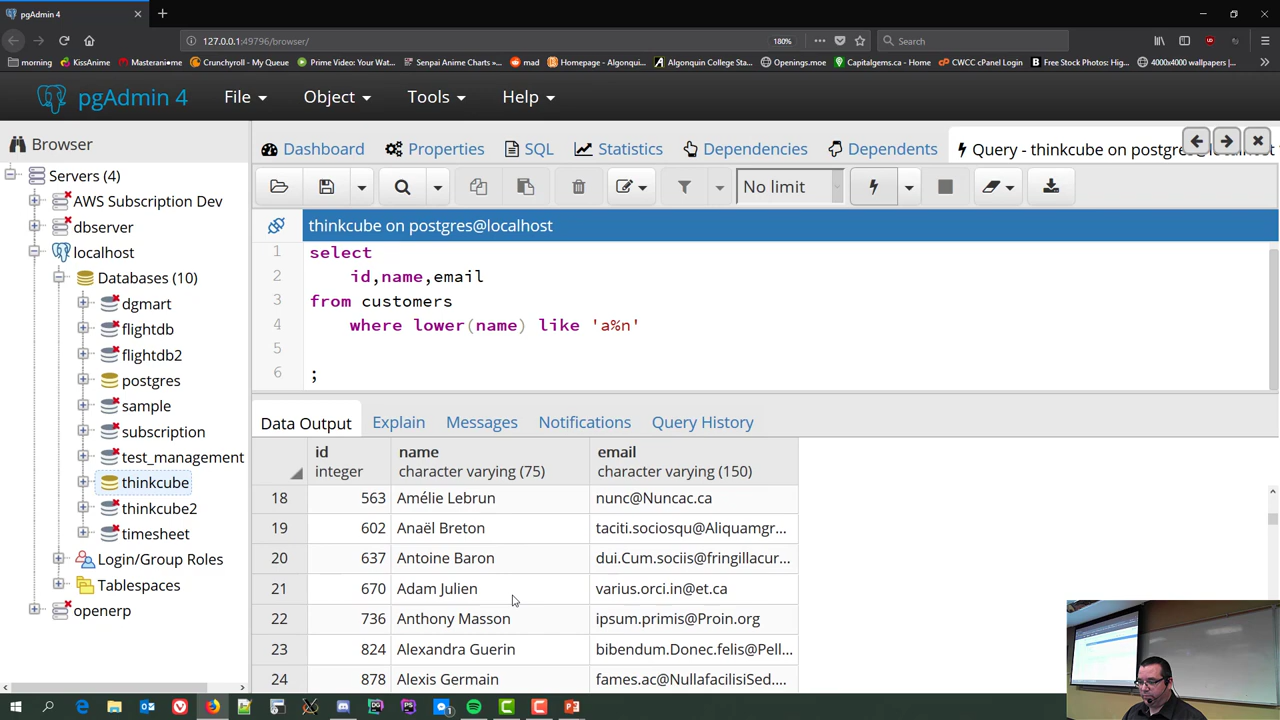 pgAdmin 4
127.0.0.1:49796/browser/
180%
Search
morning
KissAnime
Masterani•me
Crunchyroll - My Queue
Prime Video: Your Wat...
Senpai Anime Charts »...
mad
Homepage - Algonqui...
Algonquin College Sta...
Openings.moe
Capitalgems.ca - Home
CWCC cPanel Login
Free Stock Photos: Hig...
4000x4000 wallpapers |...
pgAdmin 4
File
Object
Tools
Help
Browser
Dashboard
Properties
SQL
Statistics
Dependencies
Dependents
Query - thinkcube on postgres@localhost
Servers (4)
AWS Subscription Dev
dbserver
localhost
Databases (10)
dgmart
flightdb
flightdb2
postgres
sample
subscription
test_management
thinkcube
thinkcube2
timesheet
Login/Group Roles
Tablespaces
openerp
No limit
thinkcube on postgres@localhost
1 select
2 id,name,email
3 from customers
4 where lower(name) like 'a%n'
5
6 ;
Data Output
Explain
Messages
Notifications
Query History
id name email
integer character varying (75) character varying (150)
18 563 Amélie Lebrun nunc@Nuncac.ca
19 602 Anaël Breton taciti.sociosqu@Aliquamgr...
20 637 Antoine Baron dui.Cum.sociis@fringillacur...
21 670 Adam Julien varius.orci.in@et.ca
22 736 Anthony Masson ipsum.primis@Proin.org
23 824 Alexandra Guerin bibendum.Donec.felis@Pell...
24 878 Alexis Germain fames.ac@NullafacilisiSed....